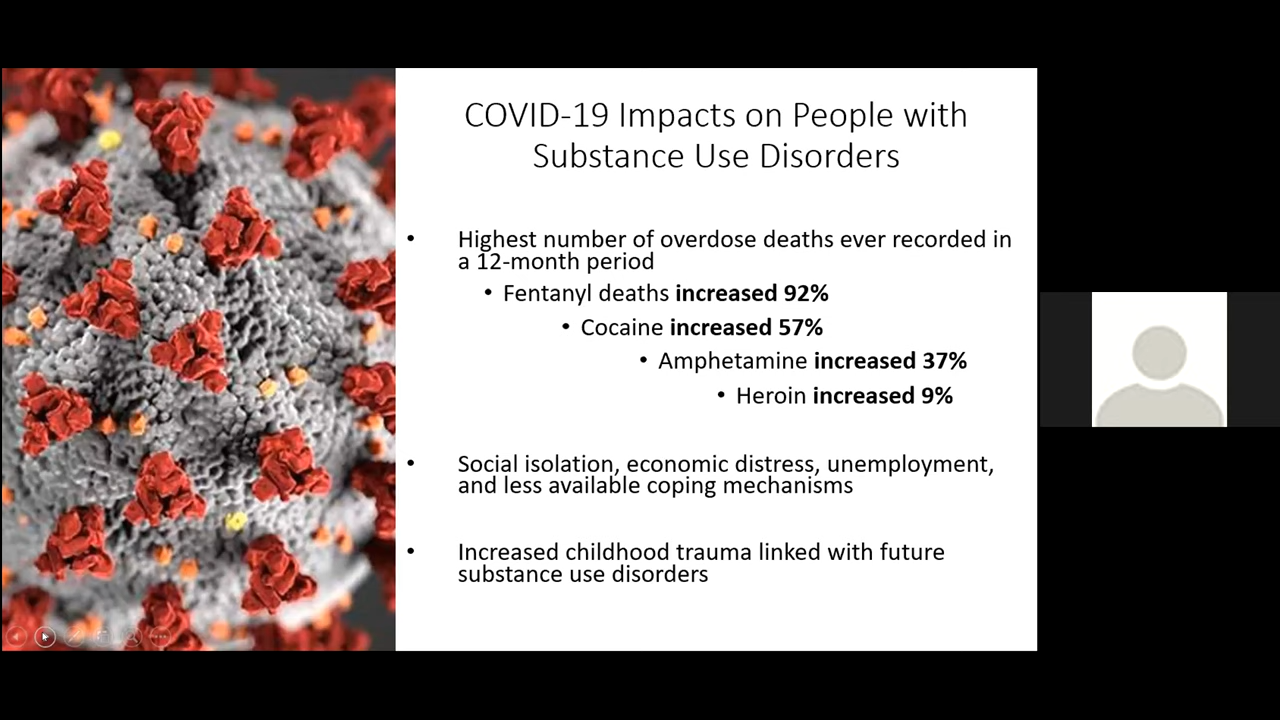 COVID-19 Impacts on People with
Substance Use Disorders
• Highest number of overdose deaths ever recorded in
a 12-month period
• Fentanyl deaths increased 92%
• Cocaine increased 57%
• Amphetamine increased 37%
• Heroin increased 9%
• Social isolation, economic distress, unemployment,
and less available coping mechanisms
• Increased childhood trauma linked with future
substance use disorders